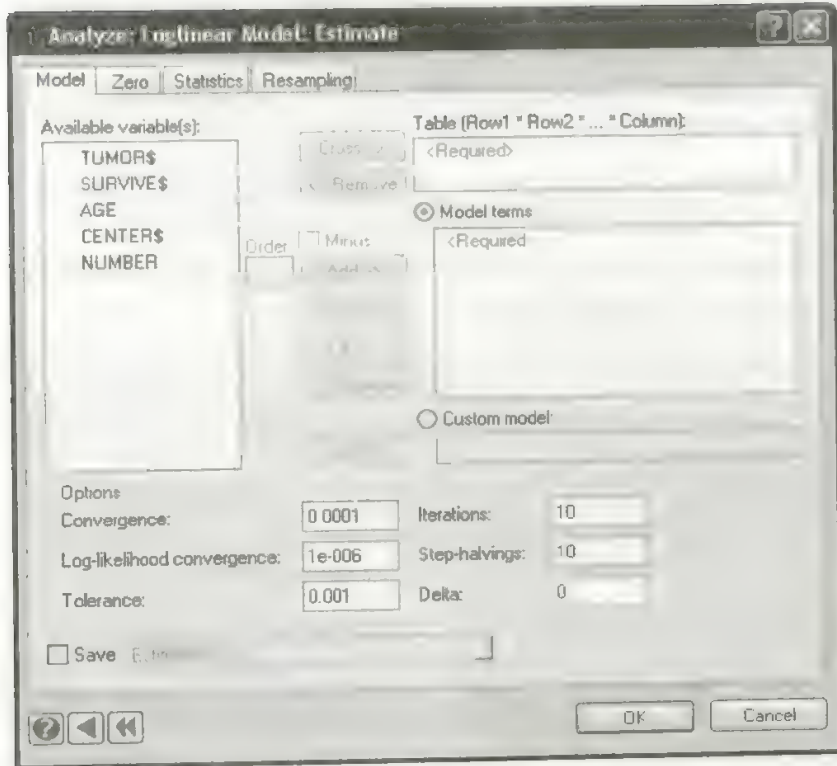 Analyze: Loglinear Model: Estimate
Model Zero Statistics Resampling
Available variable(s):
TUMOR$
SURVIVE$
AGE
CENTER$
NUMBER
Cross
Remove
Order
Minus
Table (Row1 * Row2 * ... * Column):
<Required>
Model terms
<Required
Custom model:
Options
Convergence: 0.0001
Log-likelihood convergence: 1e-006
Tolerance: 0.001
Iterations: 10
Step-halvings: 10
Delta: 0
Save
OK Cancel